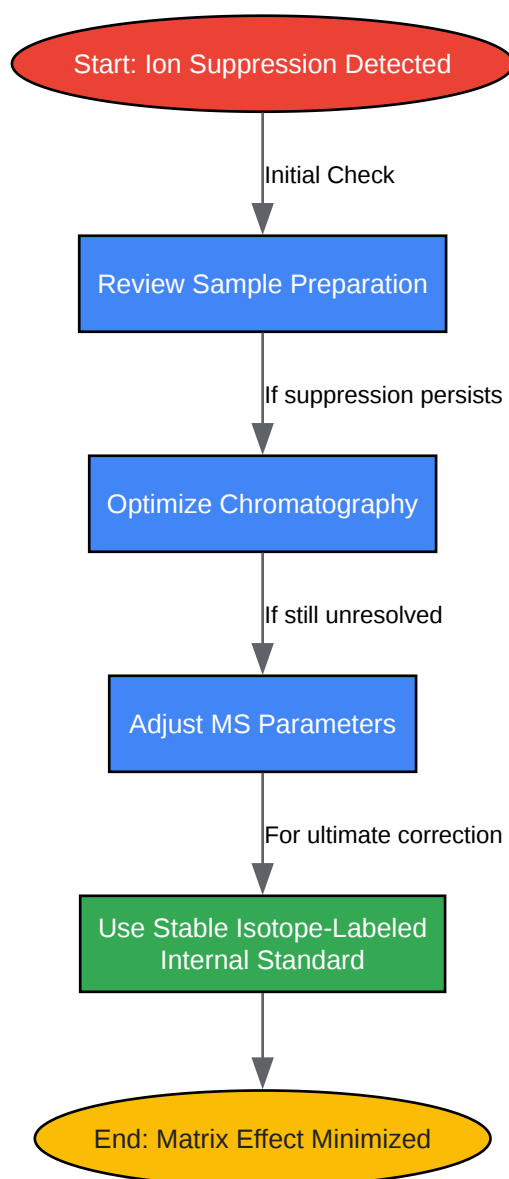 Start: Ion Suppression Detected
Initial Check
Review Sample Preparation
If suppression persists
Optimize Chromatography
If still unresolved
Adjust MS Parameters
For ultimate correction
Use Stable Isotope-Labeled
Internal Standard
End: Matrix Effect Minimized